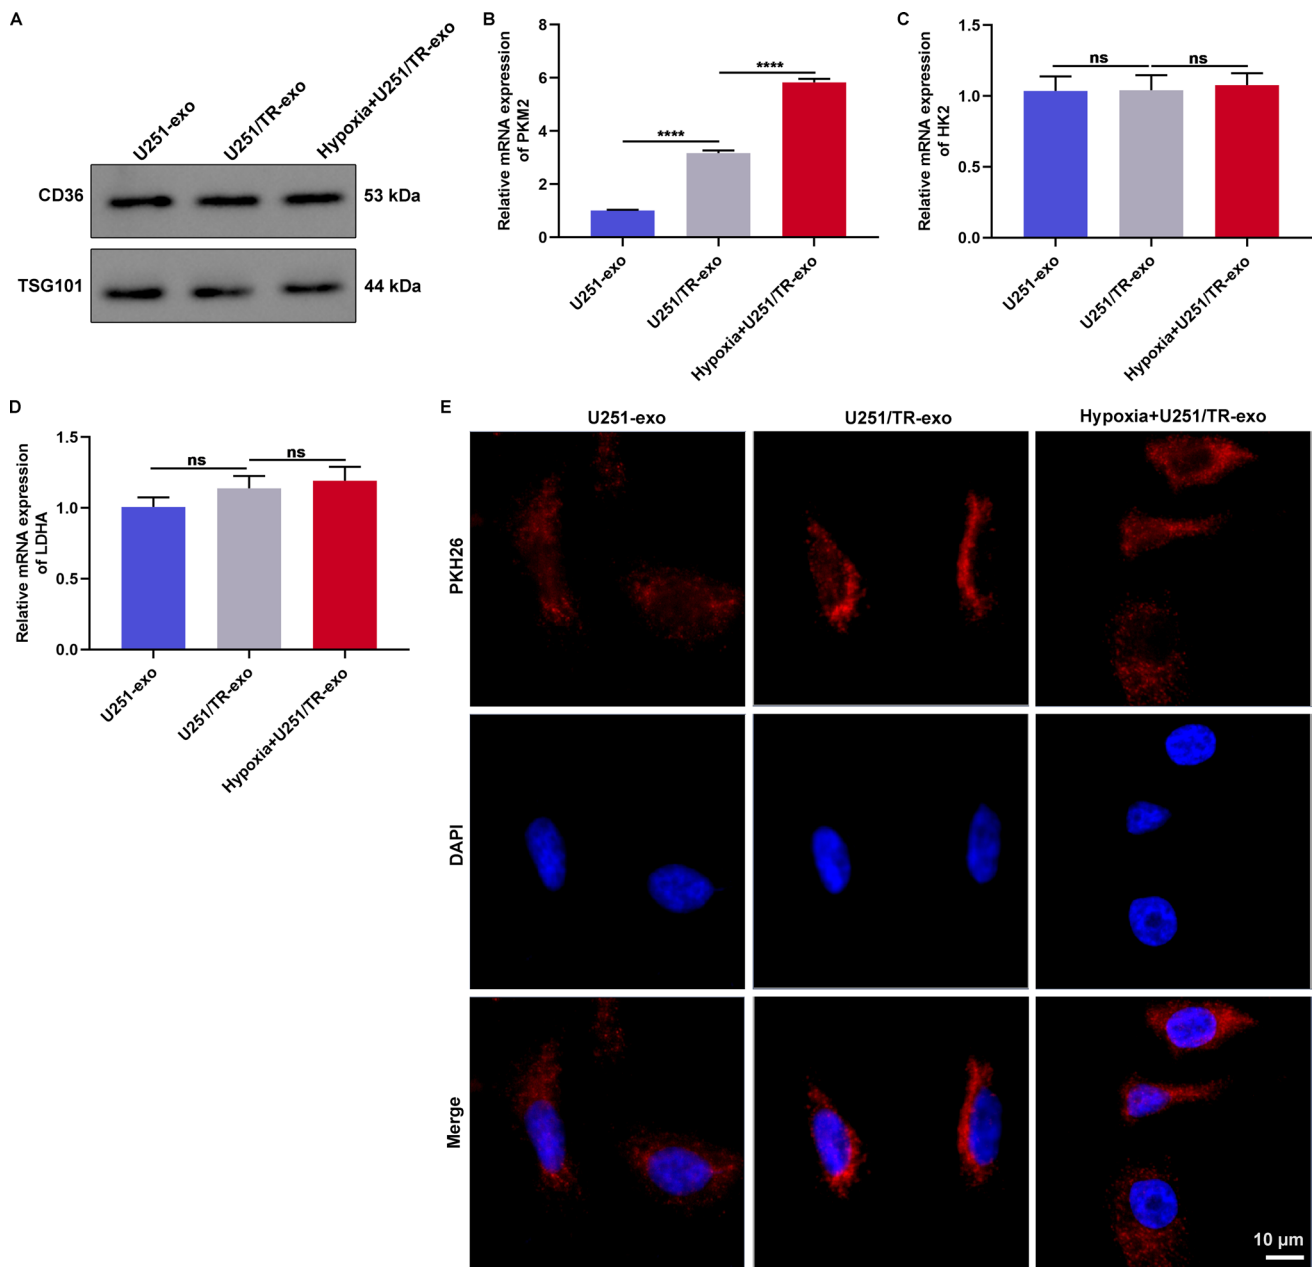 A
U251-exo
U251/TR-exo
Hypoxia+U251/TR-exo
CD36
53 kDa
TSG101
44 kDa
B
Relative mRNA expression
of PKM2
8
6
4
2
0
****
****
U251-exo
U251/TR-exo
Hypoxia+U251/TR-exo
C
Relative mRNA expression
of HK2
1.5
1.0
0.5
0.0
ns
ns
U251-exo
U251/TR-exo
Hypoxia+U251/TR-exo
D
Relative mRNA expression
of LDHA
1.5
1.0
0.5
0.0
ns
ns
U251-exo
U251/TR-exo
Hypoxia+U251/TR-exo
E
U251-exo
U251/TR-exo
Hypoxia+U251/TR-exo
PKH26
DAPI
Merge
10 μm